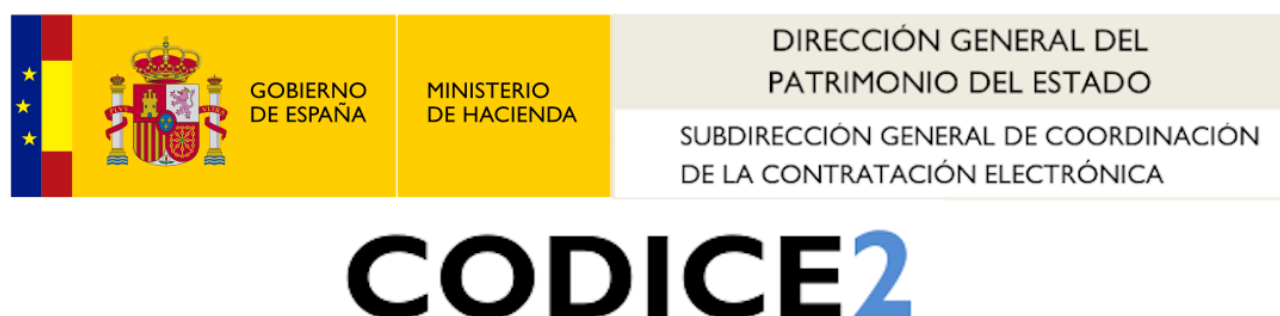 GOBIERNO
DE ESPAÑA
MINISTERIO
DE HACIENDA
DIRECCIÓN GENERAL DEL
PATRIMONIO DEL ESTADO
SUBDIRECCIÓN GENERAL DE COORDINACIÓN
DE LA CONTRATACIÓN ELECTRÓNICA
CODICE2